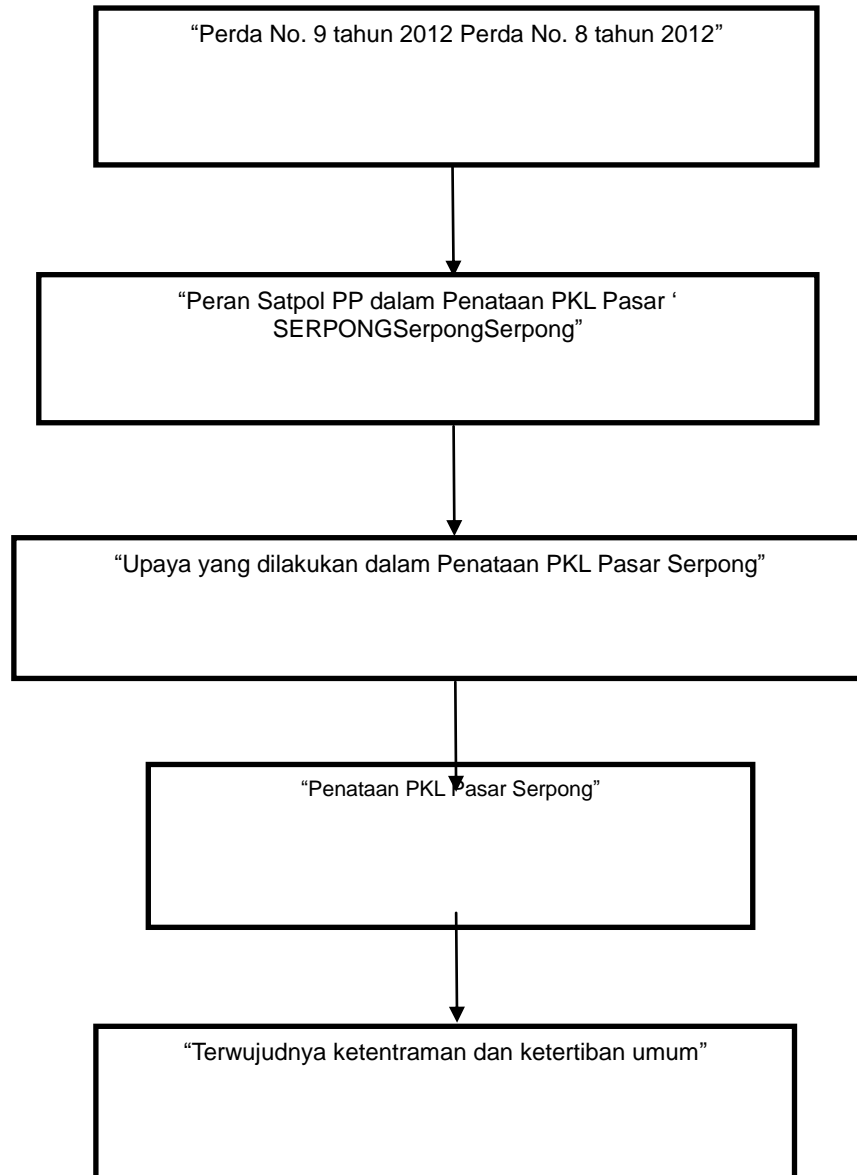 “Perda No. 9 tahun 2012 Perda No. 8 tahun 2012”
“Peran Satpol PP dalam Penataan PKL Pasar ‘
SERPONGSerpongSerpong”
“Upaya yang dilakukan dalam Penataan PKL Pasar Serpong”
“Penataan PKL Pasar Serpong”
“Terwujudnya ketentraman dan ketertiban umum”